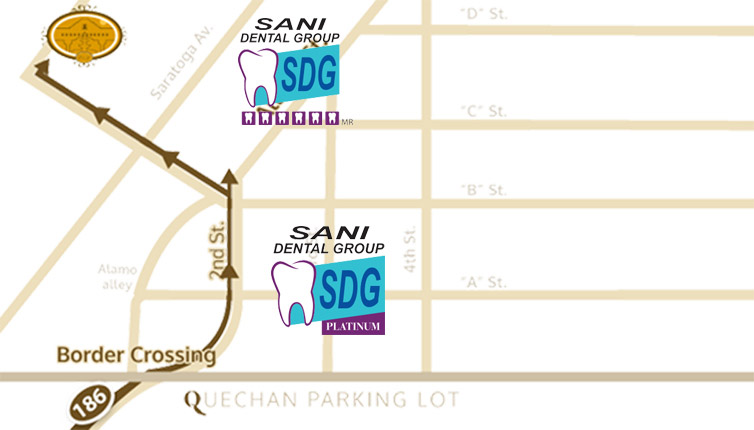 "D" St.
SANI
DENTAL GROUP
SDG
MR
Saratoga Av.
"C" St.
"B" St.
2nd St.
SANI
DENTAL GROUP
SDG
PLATINUM
4th St.
Alamo
alley
"A" St.
Border Crossing
186
QUECHAN PARKING LOT